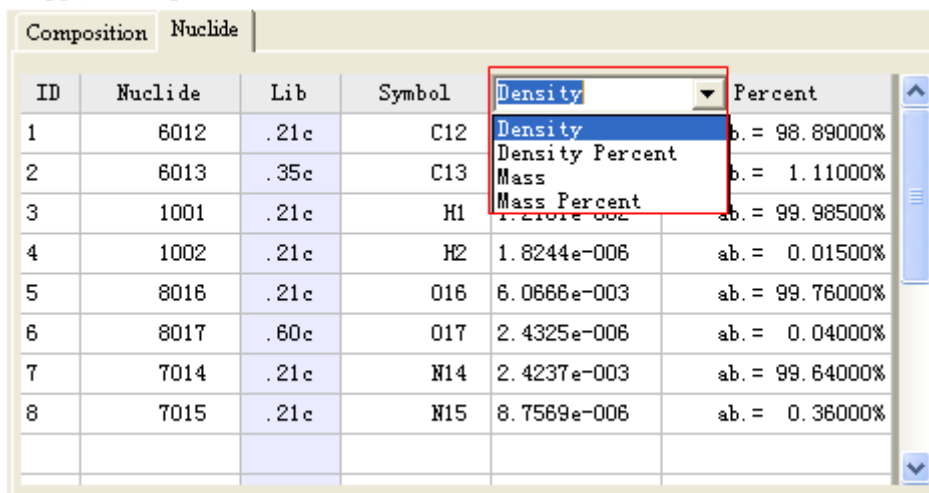 Composition Nuclide
ID Nuclide Lib Symbol Density Percent
1 6012 .21c C12 Density b.= 98.89000%
Density Percent
2 6013 .35c C13 Mass b.= 1.11000%
Mass Percent
3 1001 .21c H1 ab.= 99.98500%
4 1002 .21c H2 1.8244e-006 ab.= 0.01500%
5 8016 .21c O16 6.0666e-003 ab.= 99.76000%
6 8017 .60c O17 2.4325e-006 ab.= 0.04000%
7 7014 .21c N14 2.4237e-003 ab.= 99.64000%
8 7015 .21c N15 8.7569e-006 ab.= 0.36000%